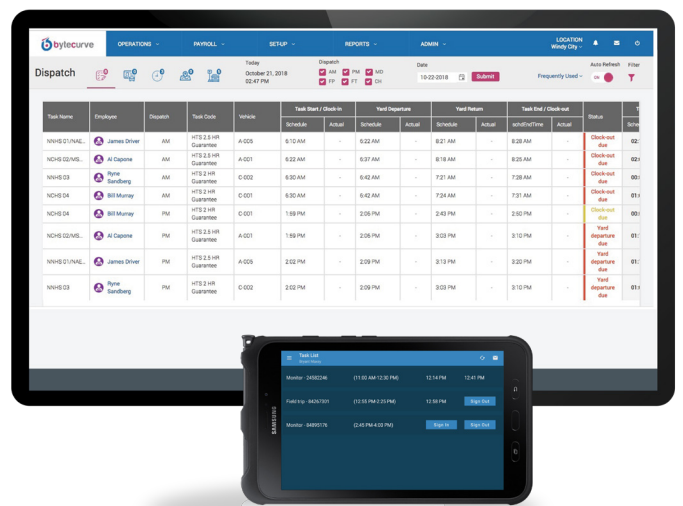 bytecurve
OPERATIONS
PAYROLL
SET-UP
REPORTS
ADMIN
LOCATION
Windy City
Dispatch
Today
October 21, 2018
02:47 PM
Dispatch
AM PM MD
FP FT CH
Date
10-22-2018 Submit
Frequently Used
Auto Refresh
ON
Filter
Task Name Employee Dispatch Task Code Vehicle Task Start / Clock-in Yard Departure Yard Return Task End / Clock-out Status
Schedule Actual Schedule Actual Schedule Actual schdEndTime Actual
NNHS 01/NAE... James Driver AM HTS 2.5 HR Guarantee A-005 6:10 AM - 6:22 AM - 8:21 AM - 8:28 AM - Clock-out due
NCHS 02/MS... Al Capone AM HTS 2.5 HR Guarantee A-001 6:22 AM - 6:37 AM - 8:18 AM - 8:25 AM - Clock-out due
NNHS 03 Ryne Sandberg AM HTS 2 HR Guarantee C-002 6:30 AM - 6:42 AM - 7:21 AM - 7:28 AM - Clock-out due
NCHS 04 Bill Murray AM HTS 2 HR Guarantee C-001 6:30 AM - 6:42 AM - 7:24 AM - 7:31 AM - Clock-out due
NCHS 04 Bill Murray PM HTS 2 HR Guarantee C-001 1:59 PM - 2:06 PM - 2:43 PM - 2:50 PM - Clock-out due
NCHS 02/MS... Al Capone PM HTS 2.5 HR Guarantee A-001 1:59 PM - 2:06 PM - 3:03 PM - 3:10 PM - Yard departure due
NNHS 01/NAE... James Driver PM HTS 2.5 HR Guarantee A-005 2:02 PM - 2:09 PM - 3:13 PM - 3:20 PM - Yard departure due
NNHS 03 Ryne Sandberg PM HTS 2 HR Guarantee C-002 2:02 PM - 2:09 PM - 3:03 PM - 3:10 PM - Yard departure due
SAMSUNG
Task List
Monitor - 24582246 (11:00 AM-12:30 PM) 12:14 PM 12:41 PM
Field trip - 84267001 (12:55 PM-2:25 PM) 12:58 PM Sign Out
Monitor - 84895176 (2:45 PM-4:00 PM) Sign In Sign Out